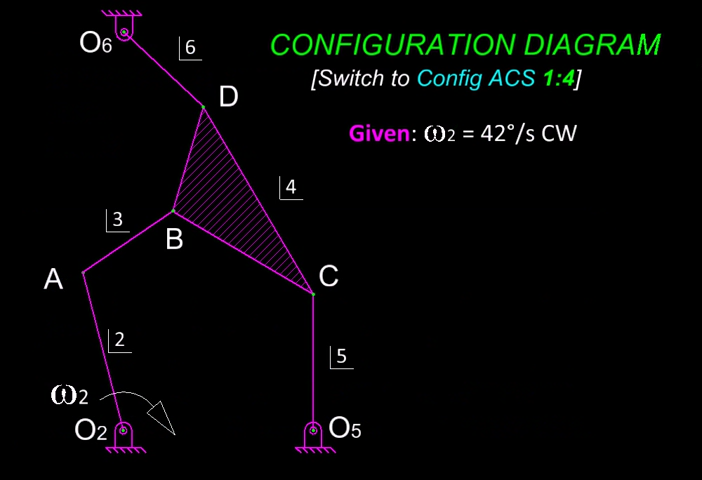 O6
6
CONFIGURATION DIAGRAM
[Switch to Config ACS 1:4]
D
Given: ω2 = 42°/s CW
4
3
B
A
C
2
5
ω2
O2
O5